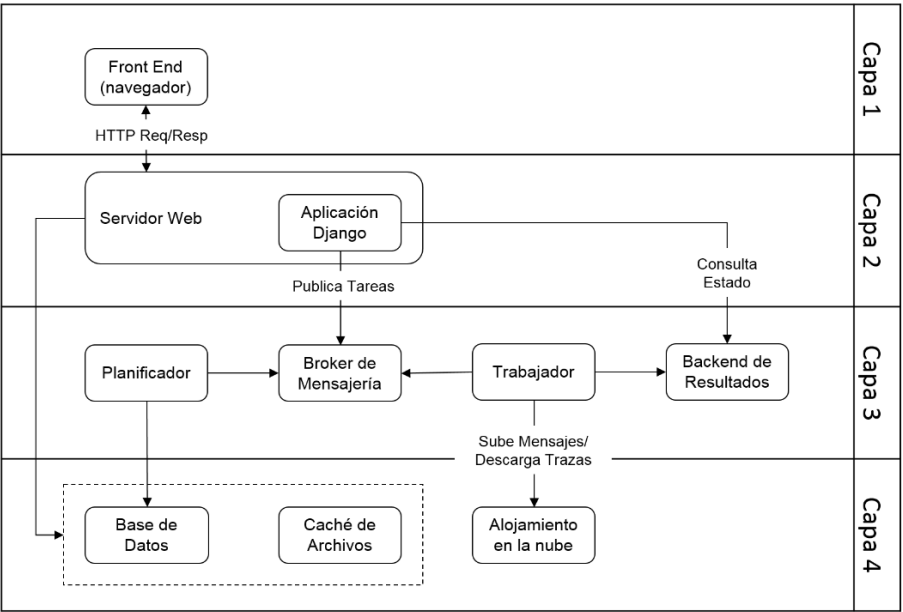 Front End
(navegador)
Capa 1
HTTP Req/Resp
Servidor Web
Aplicación
Django
Capa 2
Consulta
Estado
Publica Tareas
Planificador
Broker de
Mensajería
Trabajador
Backend de
Resultados
Capa 3
Sube Mensajes/
Descarga Trazas
Base de
Datos
Caché de
Archivos
Alojamiento
en la nube
Capa 4